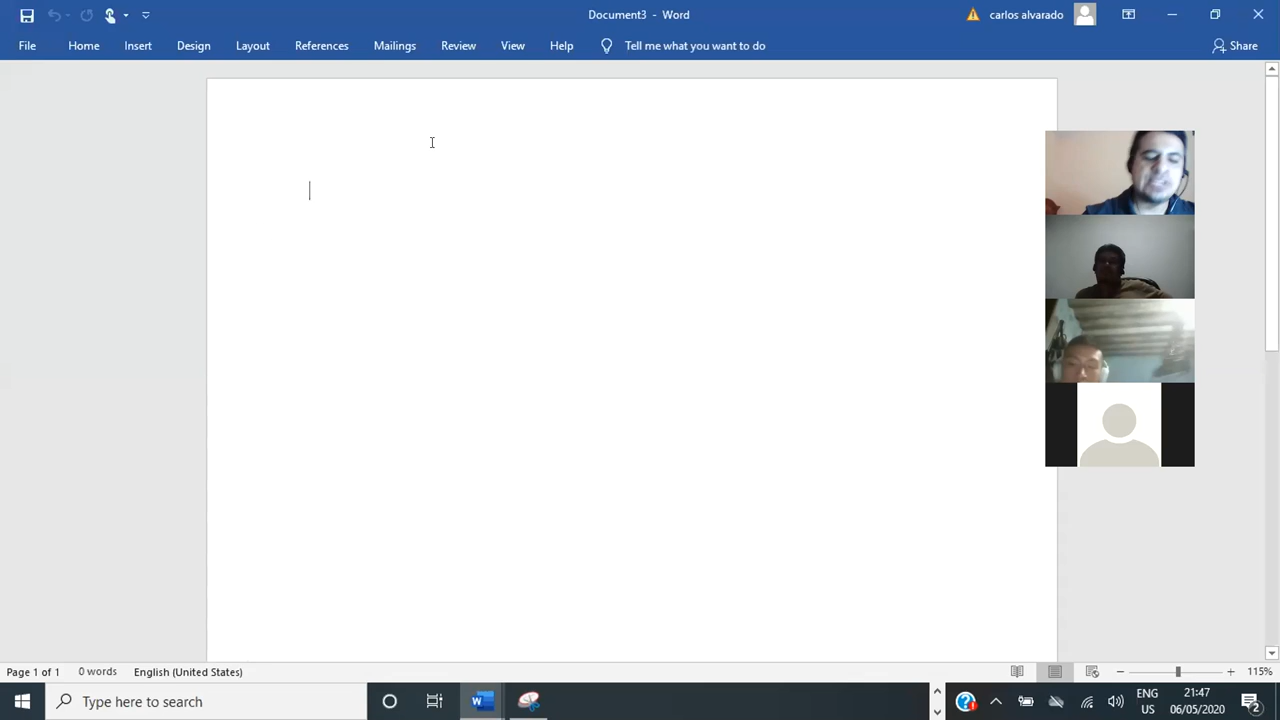 Document3 - Word
carlos alvarado
File Home Insert Design Layout References Mailings Review View Help Tell me what you want to do Share
Page 1 of 1 0 words English (United States) 115%
Type here to search
ENG
US
21:47
06/05/2020
2